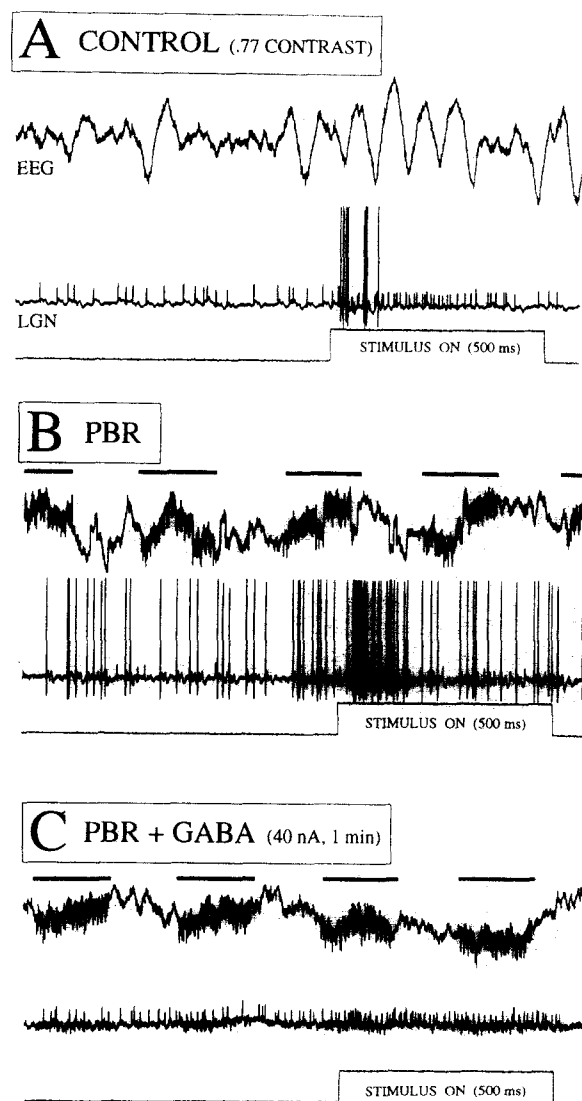 A CONTROL (.77 CONTRAST)
EEG
LGN
STIMULUS ON (500 ms)
B PBR
STIMULUS ON (500 ms)
C PBR + GABA (40 nA, 1 min)
STIMULUS ON (500 ms)